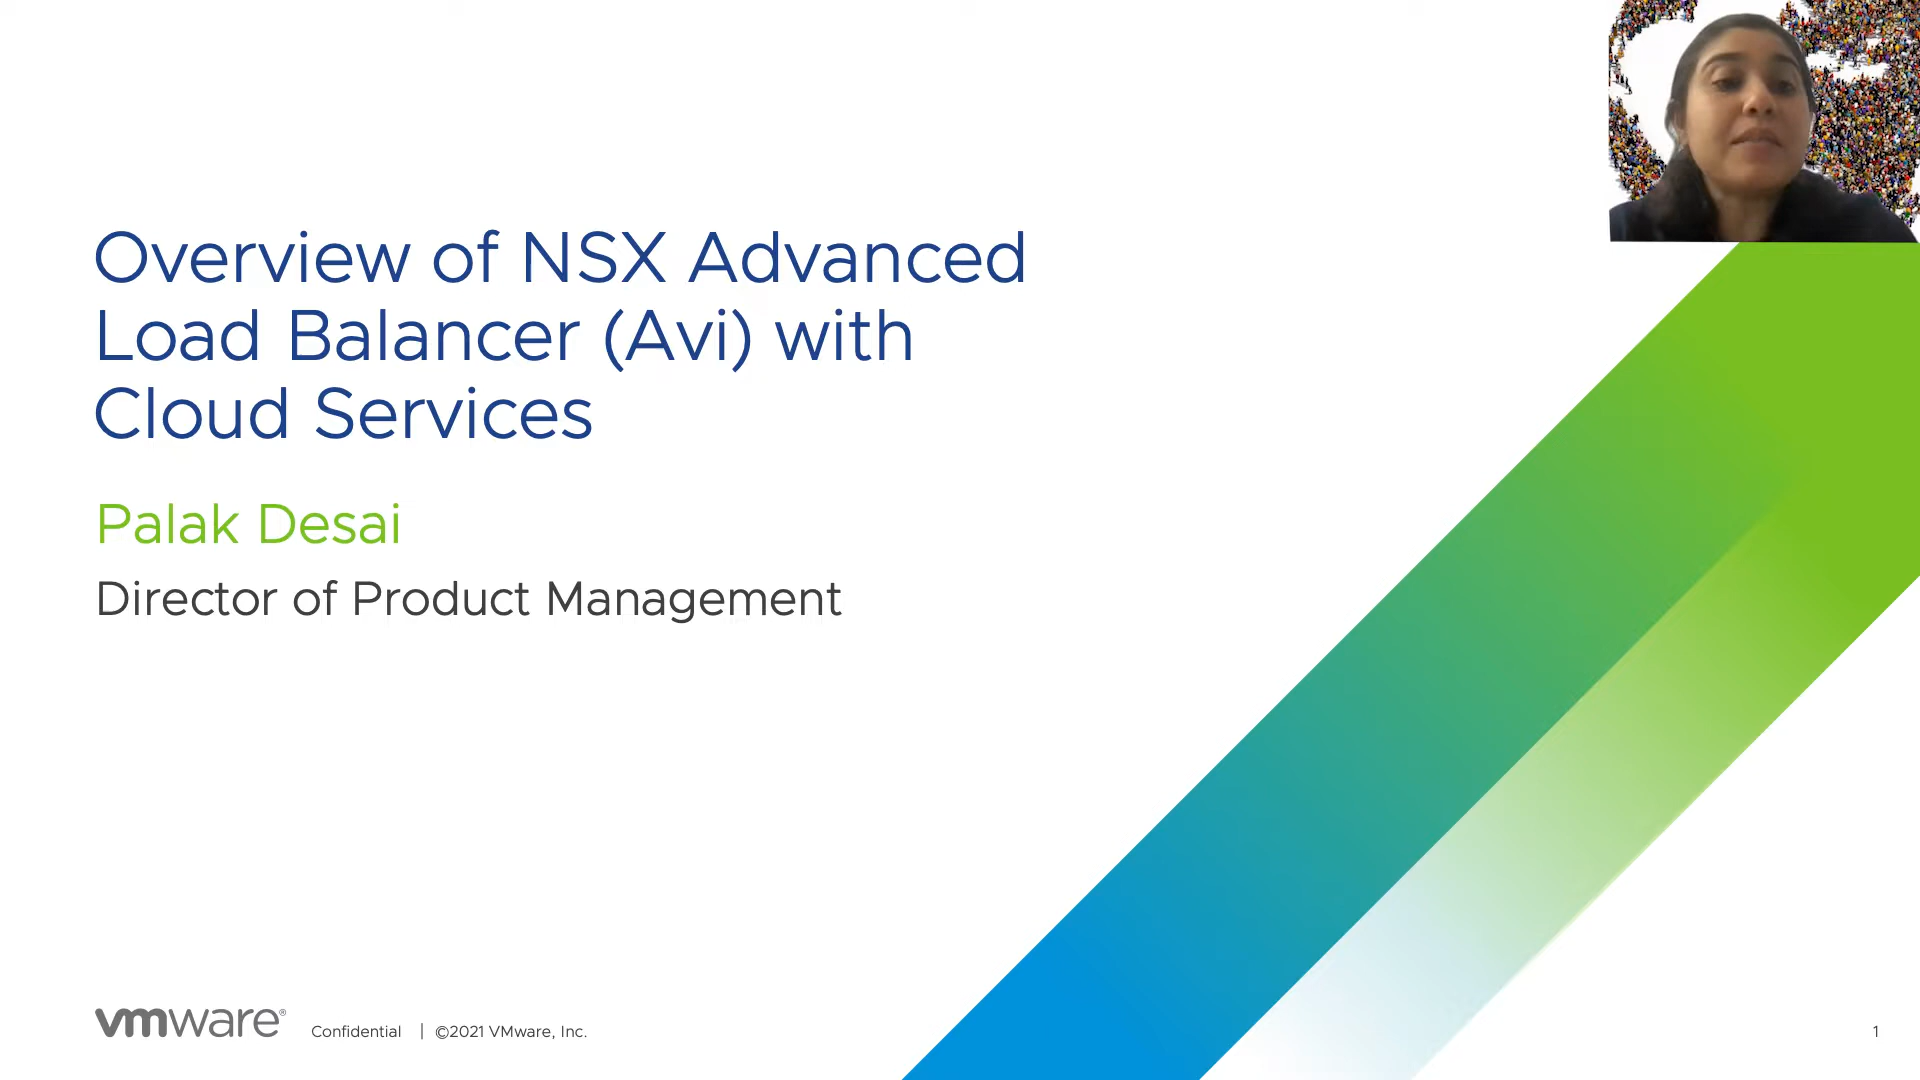 Overview of NSX Advanced
Load Balancer (Avi) with
Cloud Services
Palak Desai
Director of Product Management
vmware® Confidential | ©2021 VMware, Inc. 1